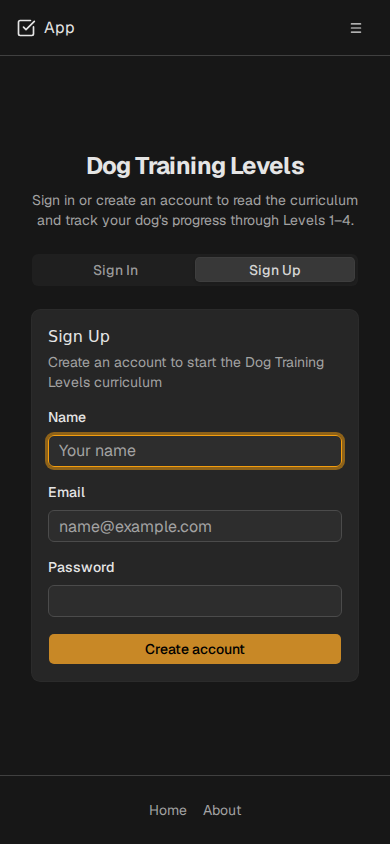 App
Dog Training Levels
Sign in or create an account to read the curriculum
and track your dog's progress through Levels 1–4.
Sign In
Sign Up
Sign Up
Create an account to start the Dog Training
Levels curriculum
Name
Your name
Email
name@example.com
Password
Create account
Home About